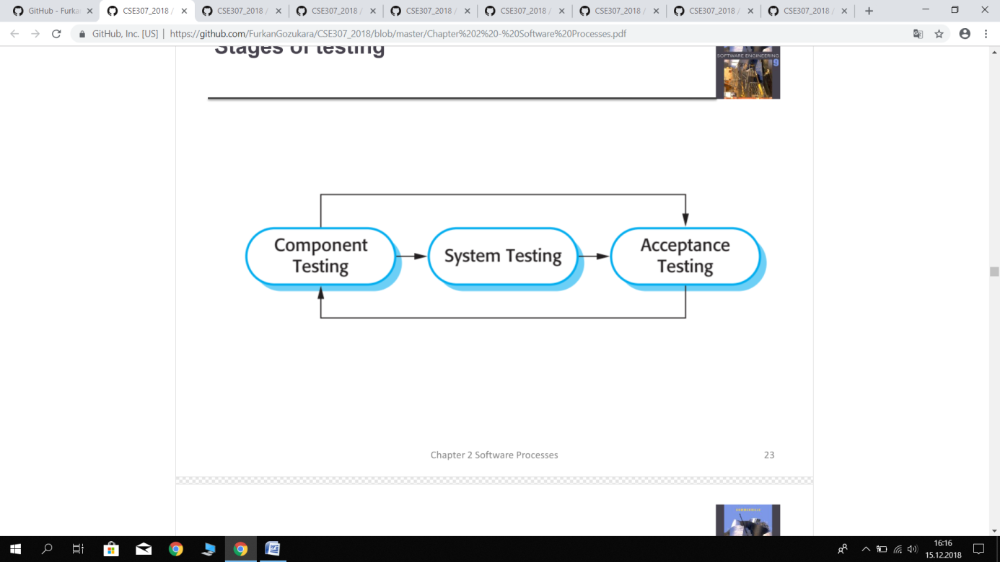 GitHub - Furka
CSE307_2018 /
CSE307_2018 /
CSE307_2018 /
CSE307_2018 /
CSE307_2018 /
CSE307_2018 /
CSE307_2018 /
CSE307_2018 /
GitHub, Inc. [US] | https://github.com/FurkanGozukara/CSE307_2018/blob/master/Chapter%202%20-%20Software%20Processes.pdf
Stages of testing
SOFTWARE ENGINEERING
9
Component
Testing
System Testing
Acceptance
Testing
Chapter 2 Software Processes
23
SOMMERVILLE
16:16
15.12.2018